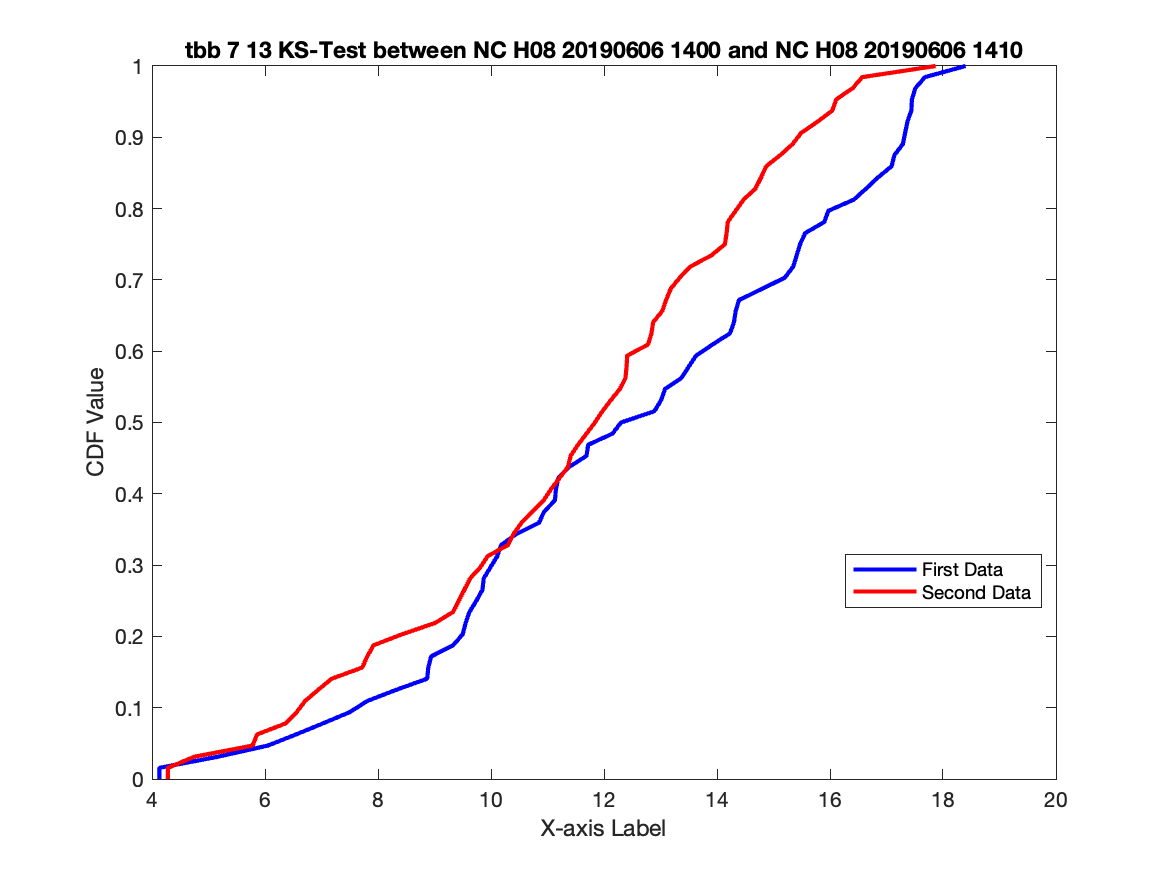 tbb 7 13 KS-Test between NC H08 20190606 1400 and NC H08 20190606 1410
1
0.9
0.8
0.7
0.6
0.5
0.4
0.3
0.2
0.1
0
CDF Value
First Data
Second Data
4 6 8 10 12 14 16 18 20
X-axis Label